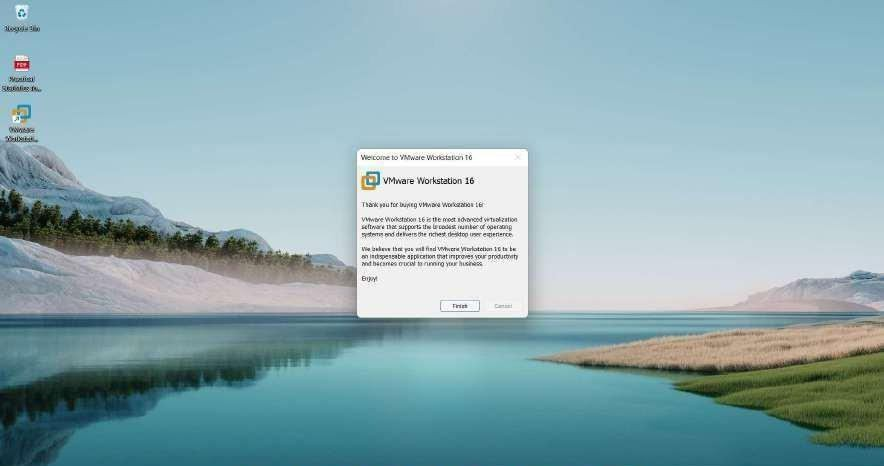 Recycle Bin
PDF
Practical
Statistics fo...
VMware
Workstati...
Welcome to VMware Workstation 16
VMware Workstation 16
Thank you for buying VMware Workstation 16!
VMware Workstation 16 is the most advanced virtualization
software that supports the broadest number of operating
systems and delivers the richest desktop user experience.
We believe that you will find VMware Workstation 16 to be
an indispensable application that improves your productivity
and becomes crucial to running your business.
Enjoy!
Finish
Cancel